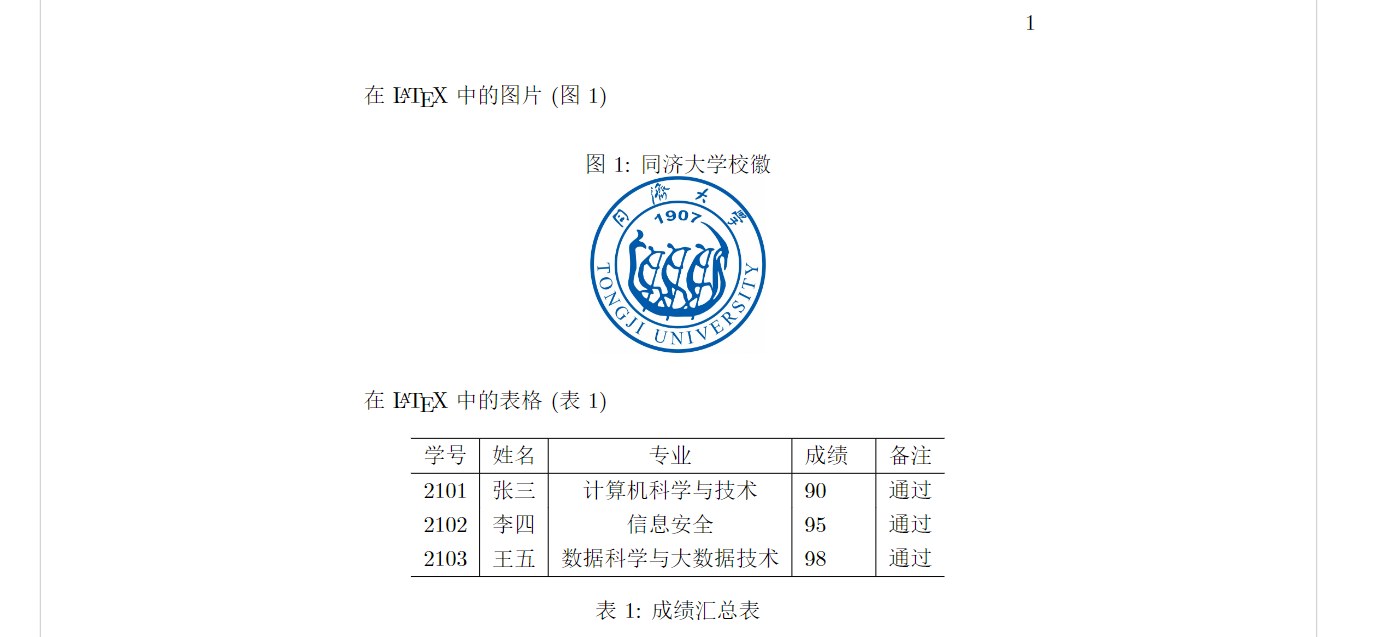 1
在 LATEX 中的图片 (图 1)
图 1: 同济大学校徽
同濟大學
1907
TONGJI UNIVERSITY
在 LATEX 中的表格 (表 1)
学号 姓名 专业 成绩 备注
2101 张三 计算机科学与技术 90 通过
2102 李四 信息安全 95 通过
2103 王五 数据科学与大数据技术 98 通过
表 1: 成绩汇总表